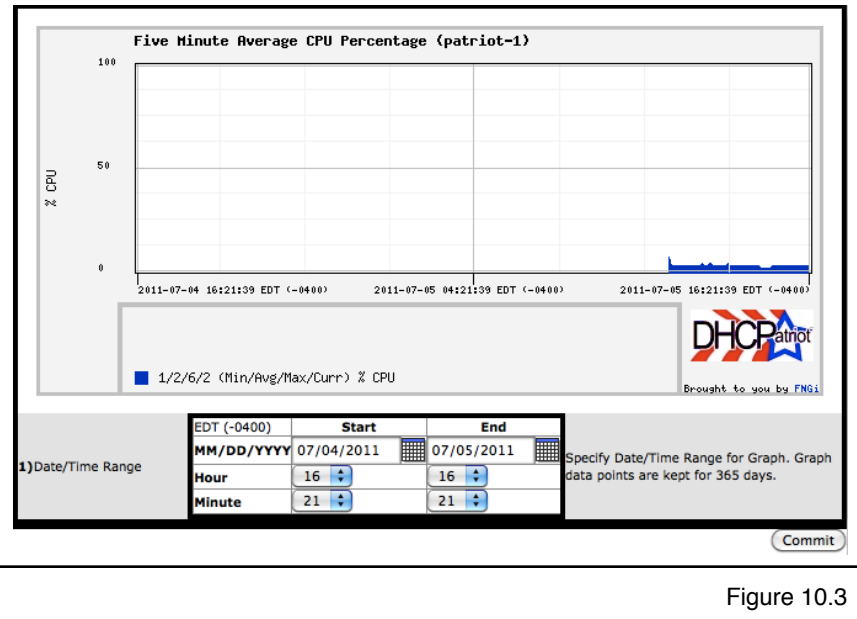 Five Minute Average CPU Percentage (patriot-1)
100
50
0
% CPU
2011-07-04 16:21:39 EDT (-0400) 2011-07-05 04:21:39 EDT (-0400) 2011-07-05 16:21:39 EDT (-0400)
1/2/6/2 (Min/Avg/Max/Curr) % CPU
DHCPatriot
Brought to you by FNGi
1)Date/Time Range
EDT (-0400) Start End
MM/DD/YYYY 07/04/2011 07/05/2011
Hour 16 16
Minute 21 21
Specify Date/Time Range for Graph. Graph
data points are kept for 365 days.
Commit
Figure 10.3